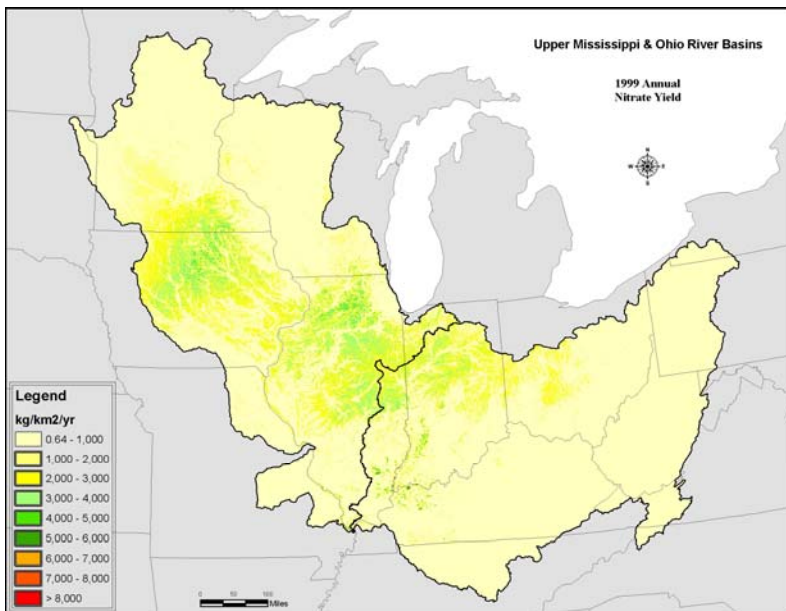 Upper Mississippi & Ohio River Basins
1999 Annual
Nitrate Yield
N
W
E
S
Legend
kg/km2/yr
0.64 - 1,000
1,000 - 2,000
2,000 - 3,000
3,000 - 4,000
4,000 - 5,000
5,000 - 6,000
6,000 - 7,000
7,000 - 8,000
> 8,000
Miles